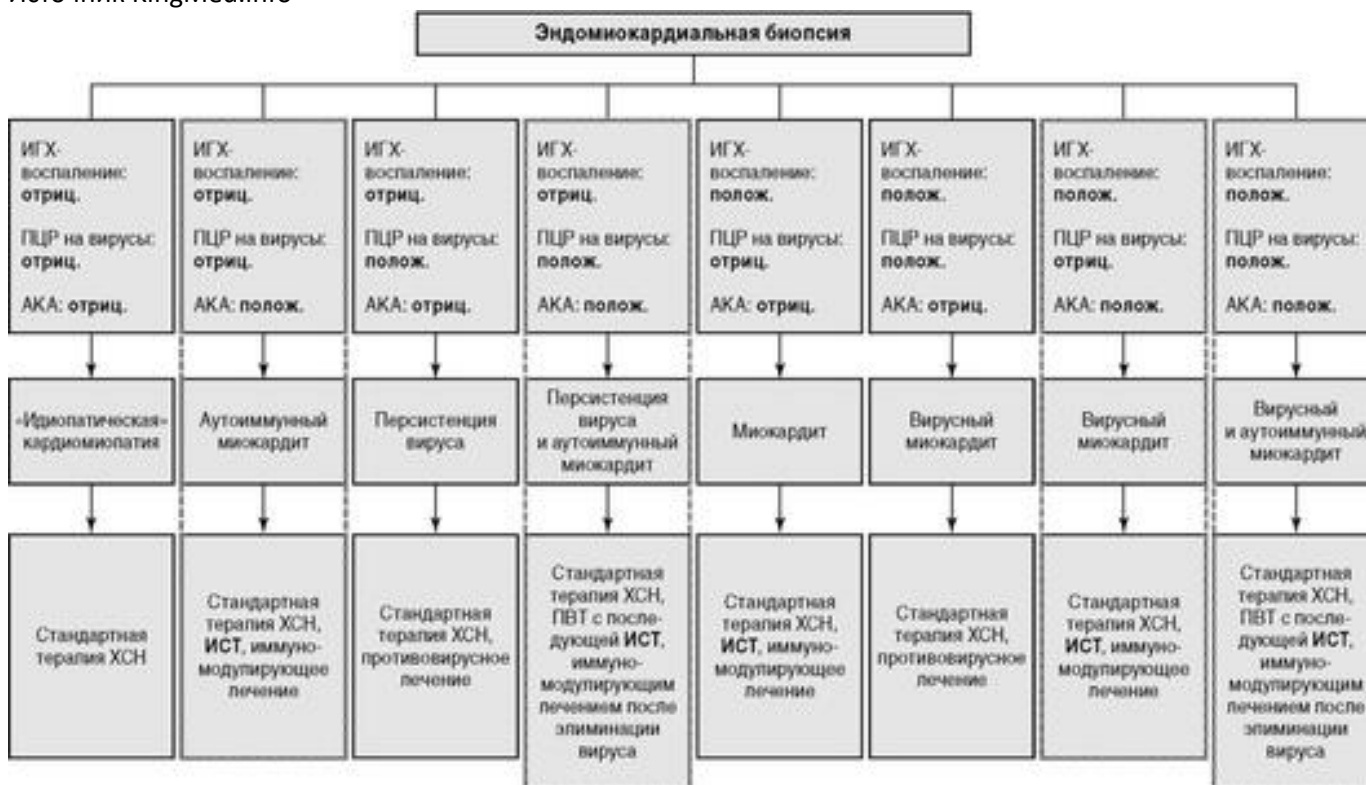 Источник KingMed.info
Эндомиокардиальная биопсия
ИГХ-
воспаление:
отриц.
ПЦР на вирусы:
отриц.
АКА: отриц.
ИГХ-
воспаление:
отриц.
ПЦР на вирусы:
отриц.
АКА: полож.
ИГХ-
воспаление:
отриц.
ПЦР на вирусы:
полож.
АКА: отриц.
ИГХ-
воспаление:
отриц.
ПЦР на вирусы:
полож.
АКА: полож.
ИГХ-
воспаление:
полож.
ПЦР на вирусы:
отриц.
АКА: отриц.
ИГХ-
воспаление:
полож.
ПЦР на вирусы:
полож.
АКА: отриц.
ИГХ-
воспаление:
полож.
ПЦР на вирусы:
отриц.
АКА: полож.
ИГХ-
воспаление:
полож.
ПЦР на вирусы:
полож.
АКА: полож.
«Идиопатическая»
кардиомиопатия
Аутоиммунный
миокардит
Персистенция
вируса
Персистенция
вируса
и аутоиммунный
миокардит
Миокардит
Вирусный
миокардит
Вирусный
миокардит
Вирусный
и аутоиммунный
миокардит
Стандартная
терапия ХСН
Стандартная
терапия ХСН,
ИСТ, иммуно-
модулирующее
лечение
Стандартная
терапия ХСН,
противовирусное
лечение
Стандартная
терапия ХСН,
ПВТ с после-
дующей ИСТ,
иммуно-
модулирующим
лечением после
элиминации
вируса
Стандартная
терапия ХСН,
ИСТ, иммуно-
модулирующее
лечение
Стандартная
терапия ХСН,
противовирусное
лечение
Стандартная
терапия ХСН,
ИСТ, иммуно-
модулирующее
лечение
Стандартная
терапия ХСН,
ПВТ с после-
дующей ИСТ,
иммуно-
модулирующим
лечением после
элиминации
вируса